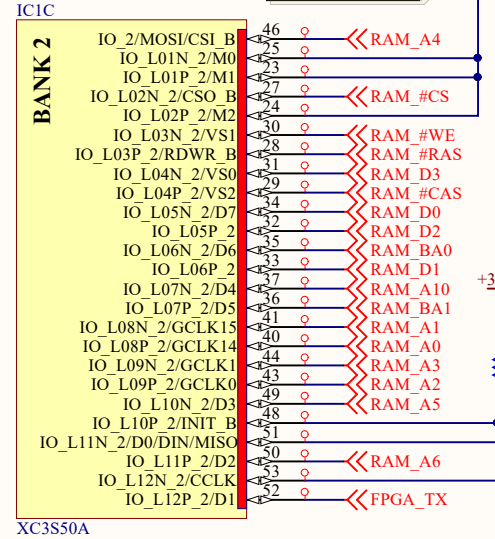 IC1C
BANK 2
IO_2/MOSI/CSI_B 46 RAM_A4
IO_L01N_2/M0 25
IO_L01P_2/M1 23
IO_L02N_2/CSO_B 27 RAM_#CS
IO_L02P_2/M2 24
IO_L03N_2/VS1 30 RAM_#WE
IO_L03P_2/RDWR_B 28 RAM_#RAS
IO_L04N_2/VS0 31 RAM_D3
IO_L04P_2/VS2 29 RAM_#CAS
IO_L05N_2/D7 34 RAM_D0
IO_L05P_2 32 RAM_D2
IO_L06N_2/D6 35 RAM_BA0
IO_L06P_2 33 RAM_D1
+3
IO_L07N_2/D4 37 RAM_A10
IO_L07P_2/D5 36 RAM_BA1
IO_L08N_2/GCLK15 41 RAM_A1
IO_L08P_2/GCLK14 40 RAM_A0
IO_L09N_2/GCLK1 44 RAM_A3
IO_L09P_2/GCLK0 43 RAM_A2
IO_L10N_2/D3 49 RAM_A5
IO_L10P_2/INIT_B 48
IO_L11N_2/D0/DIN/MISO 51
IO_L11P_2/D2 50 RAM_A6
IO_L12N_2/CCLK 53
IO_L12P_2/D1 52 FPGA_TX
XC3S50A